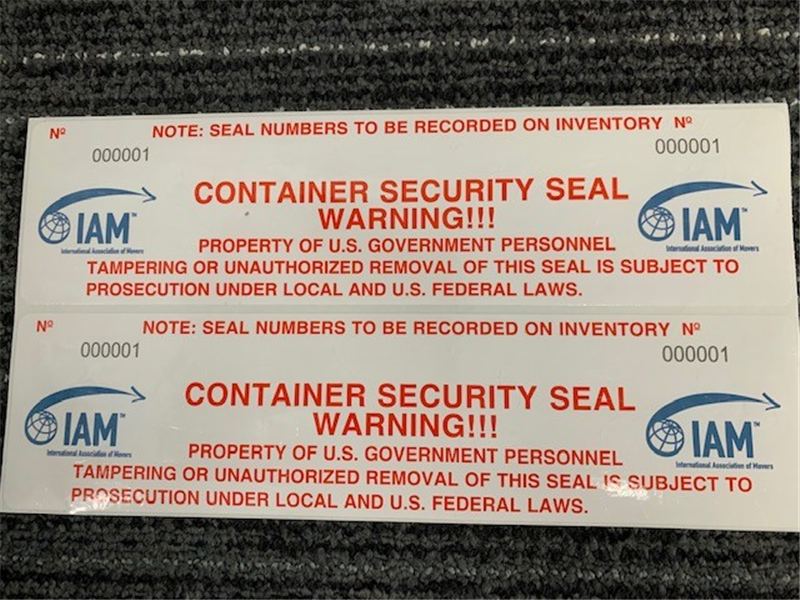 Nº NOTE: SEAL NUMBERS TO BE RECORDED ON INVENTORY Nº
000001 000001
CONTAINER SECURITY SEAL
WARNING!!!
IAM™ IAM™
International Association of Movers International Association of Movers
PROPERTY OF U.S. GOVERNMENT PERSONNEL
TAMPERING OR UNAUTHORIZED REMOVAL OF THIS SEAL IS SUBJECT TO
PROSECUTION UNDER LOCAL AND U.S. FEDERAL LAWS.
Nº NOTE: SEAL NUMBERS TO BE RECORDED ON INVENTORY Nº
000001 000001
CONTAINER SECURITY SEAL
WARNING!!!
IAM™ IAM™
International Association of Movers International Association of Movers
PROPERTY OF U.S. GOVERNMENT PERSONNEL
TAMPERING OR UNAUTHORIZED REMOVAL OF THIS SEAL IS SUBJECT TO
PROSECUTION UNDER LOCAL AND U.S. FEDERAL LAWS.